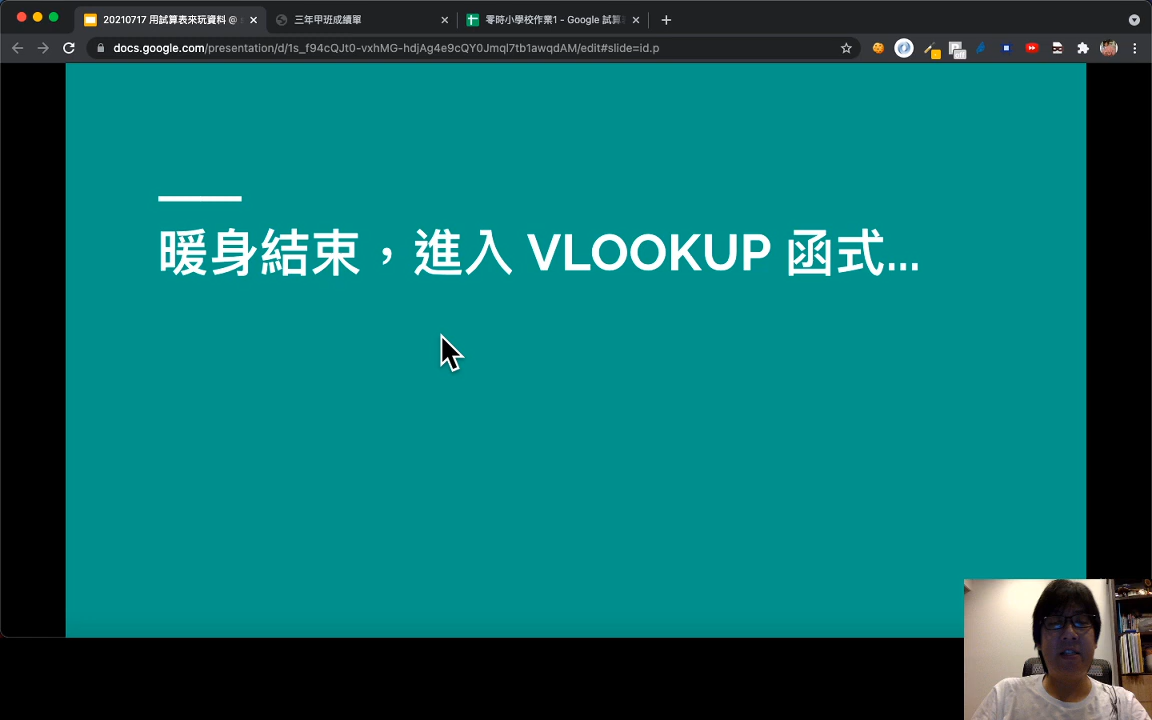 20210717 用試算表來玩資料 @
三年甲班成績單
零時小學校作業1 - Google 試算
docs.google.com/presentation/d/1s_f94cQJt0-vxhMG-hdjAg4e9cQY0Jmql7tb1awqdAM/edit#slide=id.p
暖身結束，進入 VLOOKUP 函式...